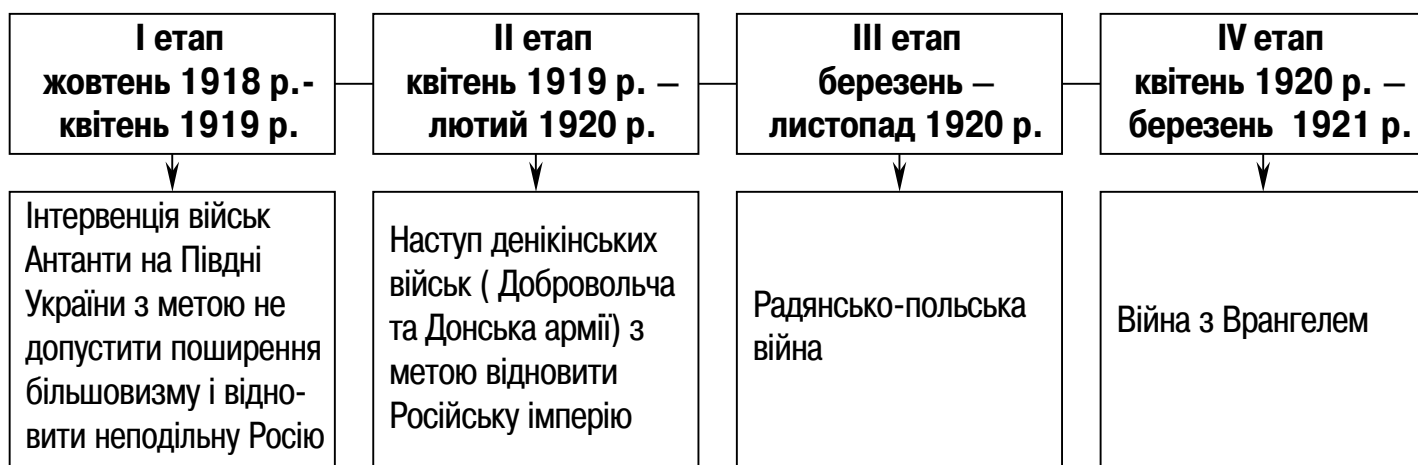 I етап
жовтень 1918 р.-
квітень 1919 р.
II етап
квітень 1919 р. –
лютий 1920 р.
III етап
березень –
листопад 1920 р.
IV етап
квітень 1920 р. –
березень 1921 р.
Інтервенція військ
Антанти на Півдні
України з метою не
допустити поширення
більшовизму і відно-
вити неподільну Росію
Наступ денікінських
військ ( Добровольча
та Донська армії) з
метою відновити
Російську імперію
Радянсько-польська
війна
Війна з Врангелем